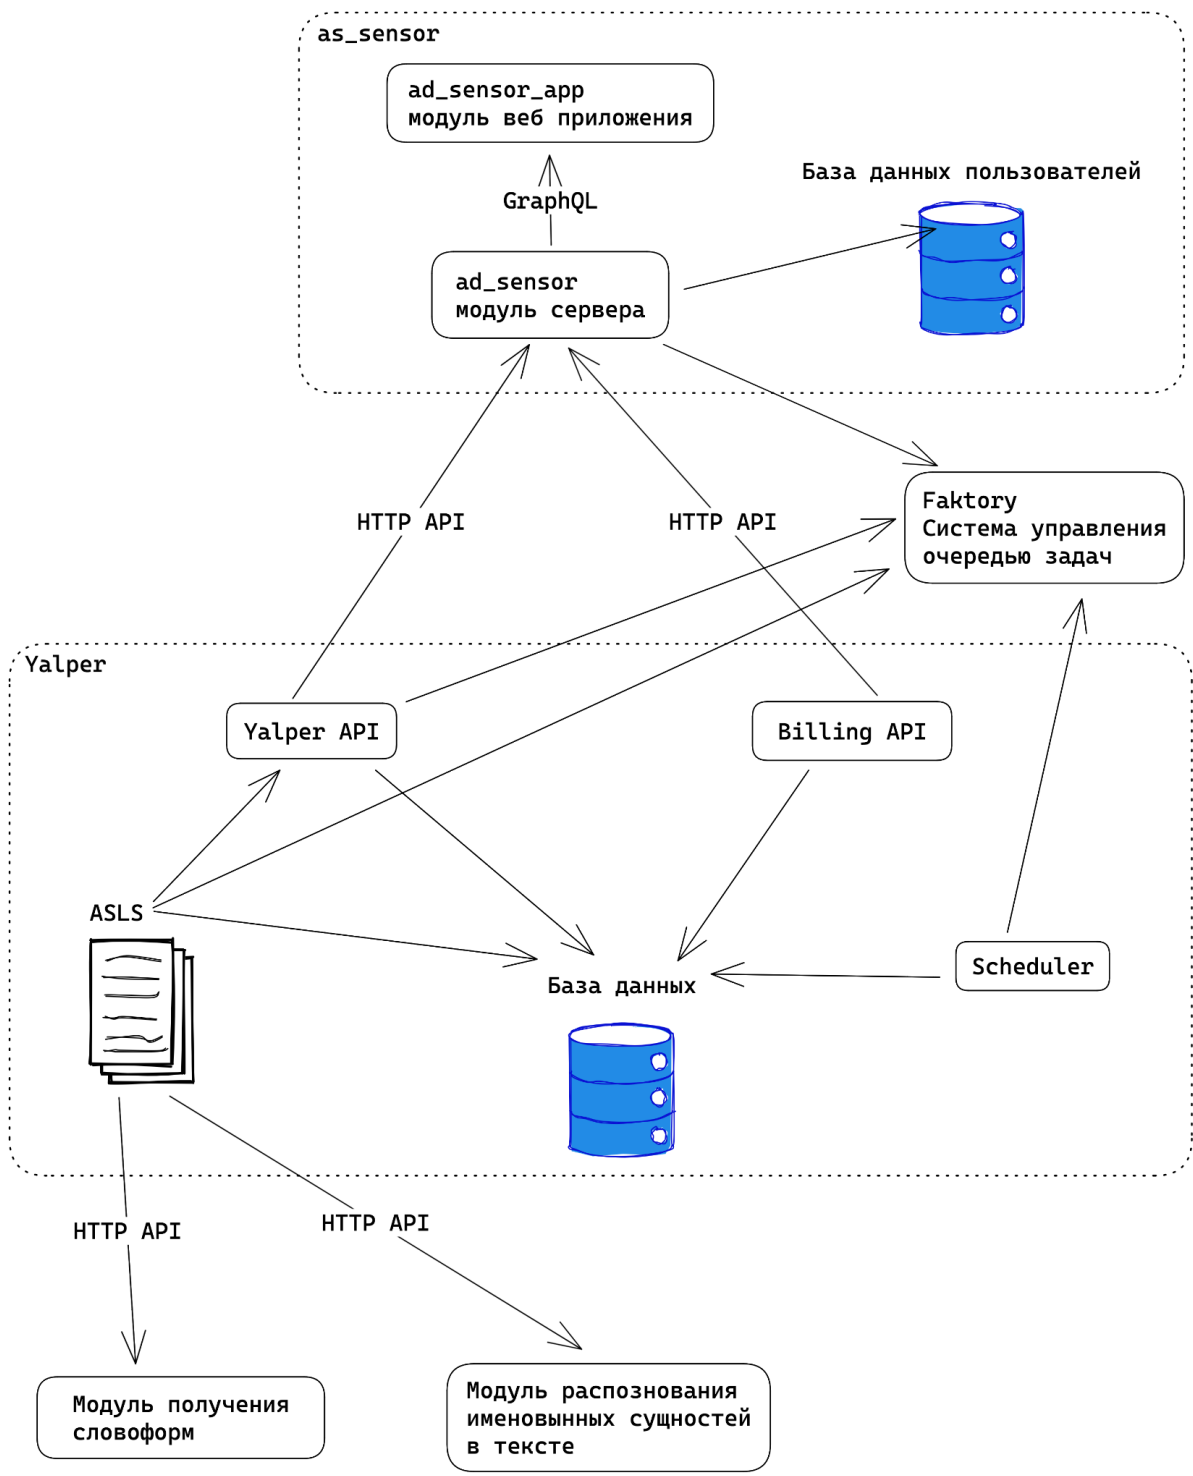 as_sensor
ad_sensor_app
модуль веб приложения
База данных пользователей
GraphQL
ad_sensor
модуль сервера
Faktory
Система управления
очередью задач
HTTP API
HTTP API
Yalper
Yalper API
Billing API
ASLS
Scheduler
База данных
HTTP API
HTTP API
Модуль получения
словоформ
Модуль распознования
именовынных сущностей
в тексте